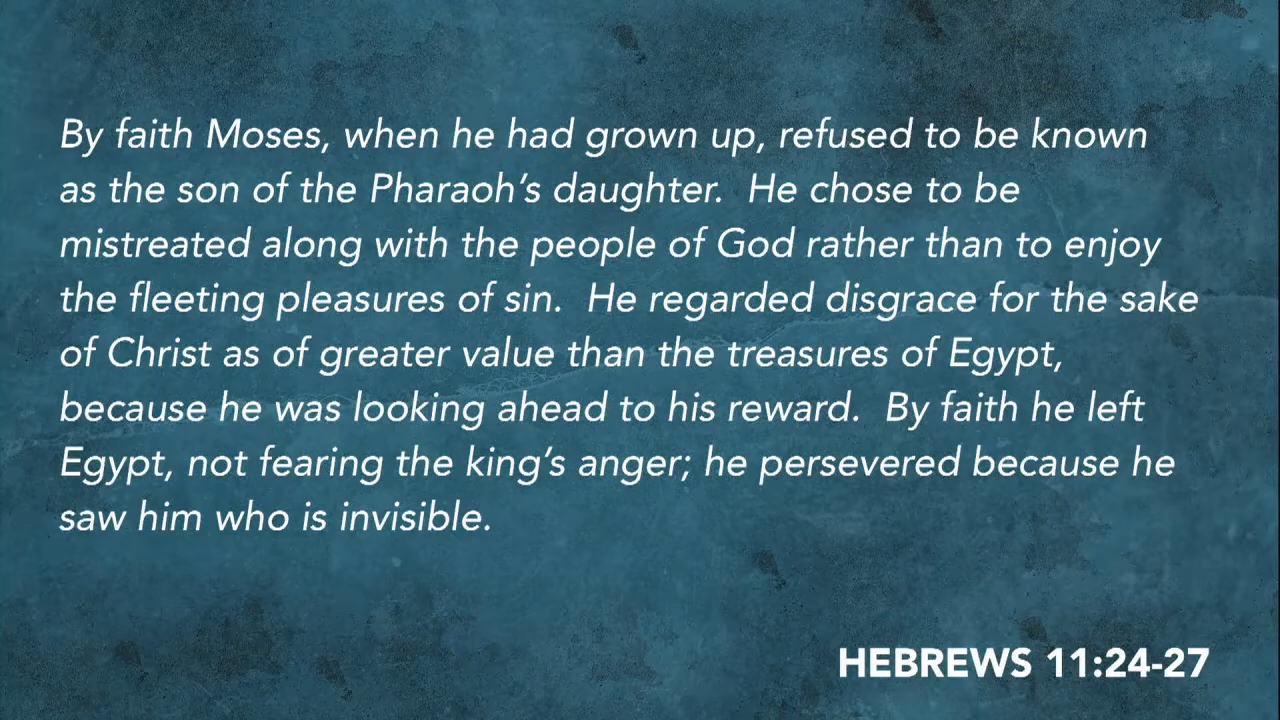 By faith Moses, when he had grown up, refused to be known
as the son of the Pharaoh’s daughter.  He chose to be
mistreated along with the people of God rather than to enjoy
the fleeting pleasures of sin.  He regarded disgrace for the sake
of Christ as of greater value than the treasures of Egypt,
because he was looking ahead to his reward.  By faith he left
Egypt, not fearing the king’s anger; he persevered because he
saw him who is invisible.
HEBREWS 11:24-27